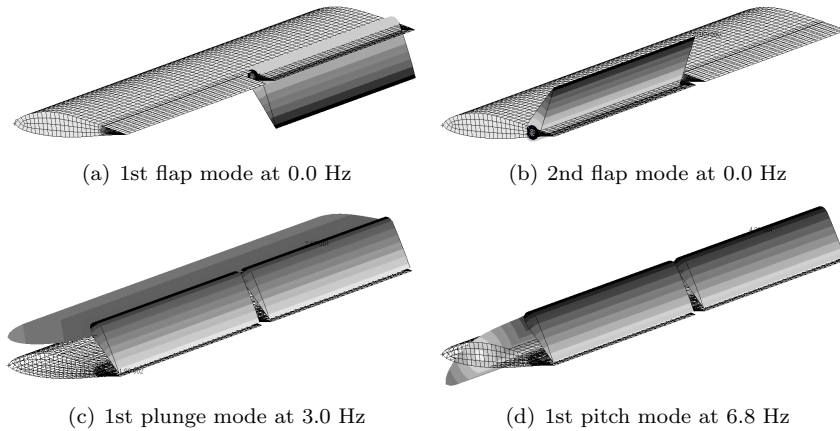 (a) 1st flap mode at 0.0 Hz
(b) 2nd flap mode at 0.0 Hz
(c) 1st plunge mode at 3.0 Hz
(d) 1st pitch mode at 6.8 Hz